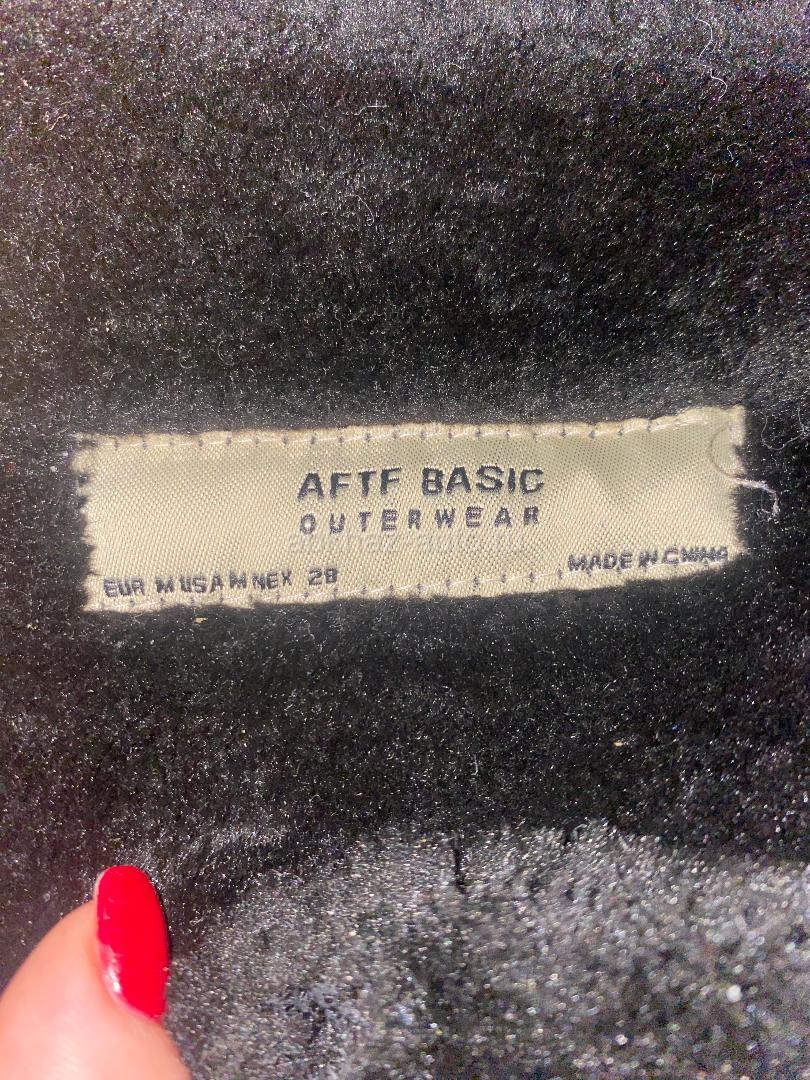 AFTF BASIC
OUTERWEAR
EUR M USA M MEX 28
MADE IN CHINA